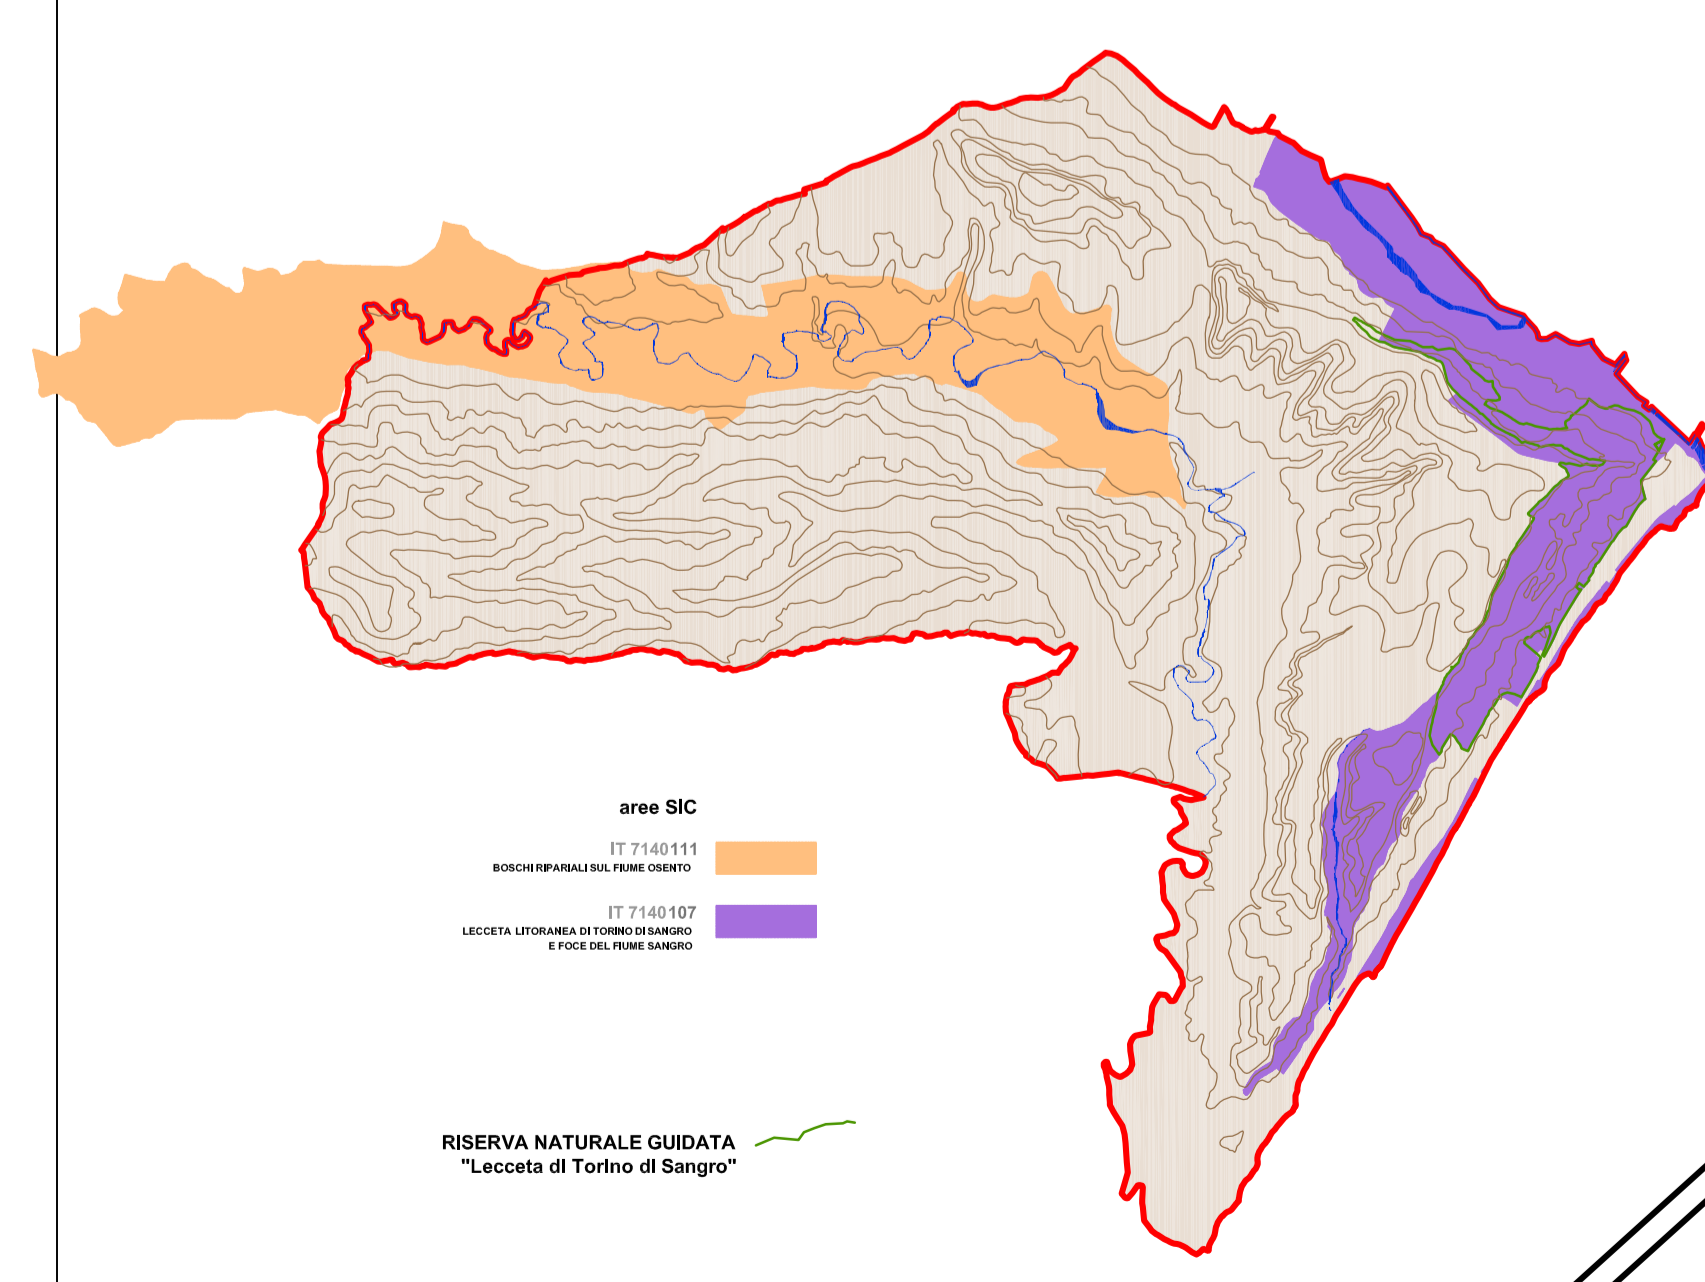 aree SIC
IT 7140111
BOSCHI RIPARIALI SUL FIUME OSENTO
IT 7140107
LECCETA LITORANEA DI TORINO DI SANGRO
E FOCE DEL FIUME SANGRO
RISERVA NATURALE GUIDATA
"Lecceta di Torino di Sangro"